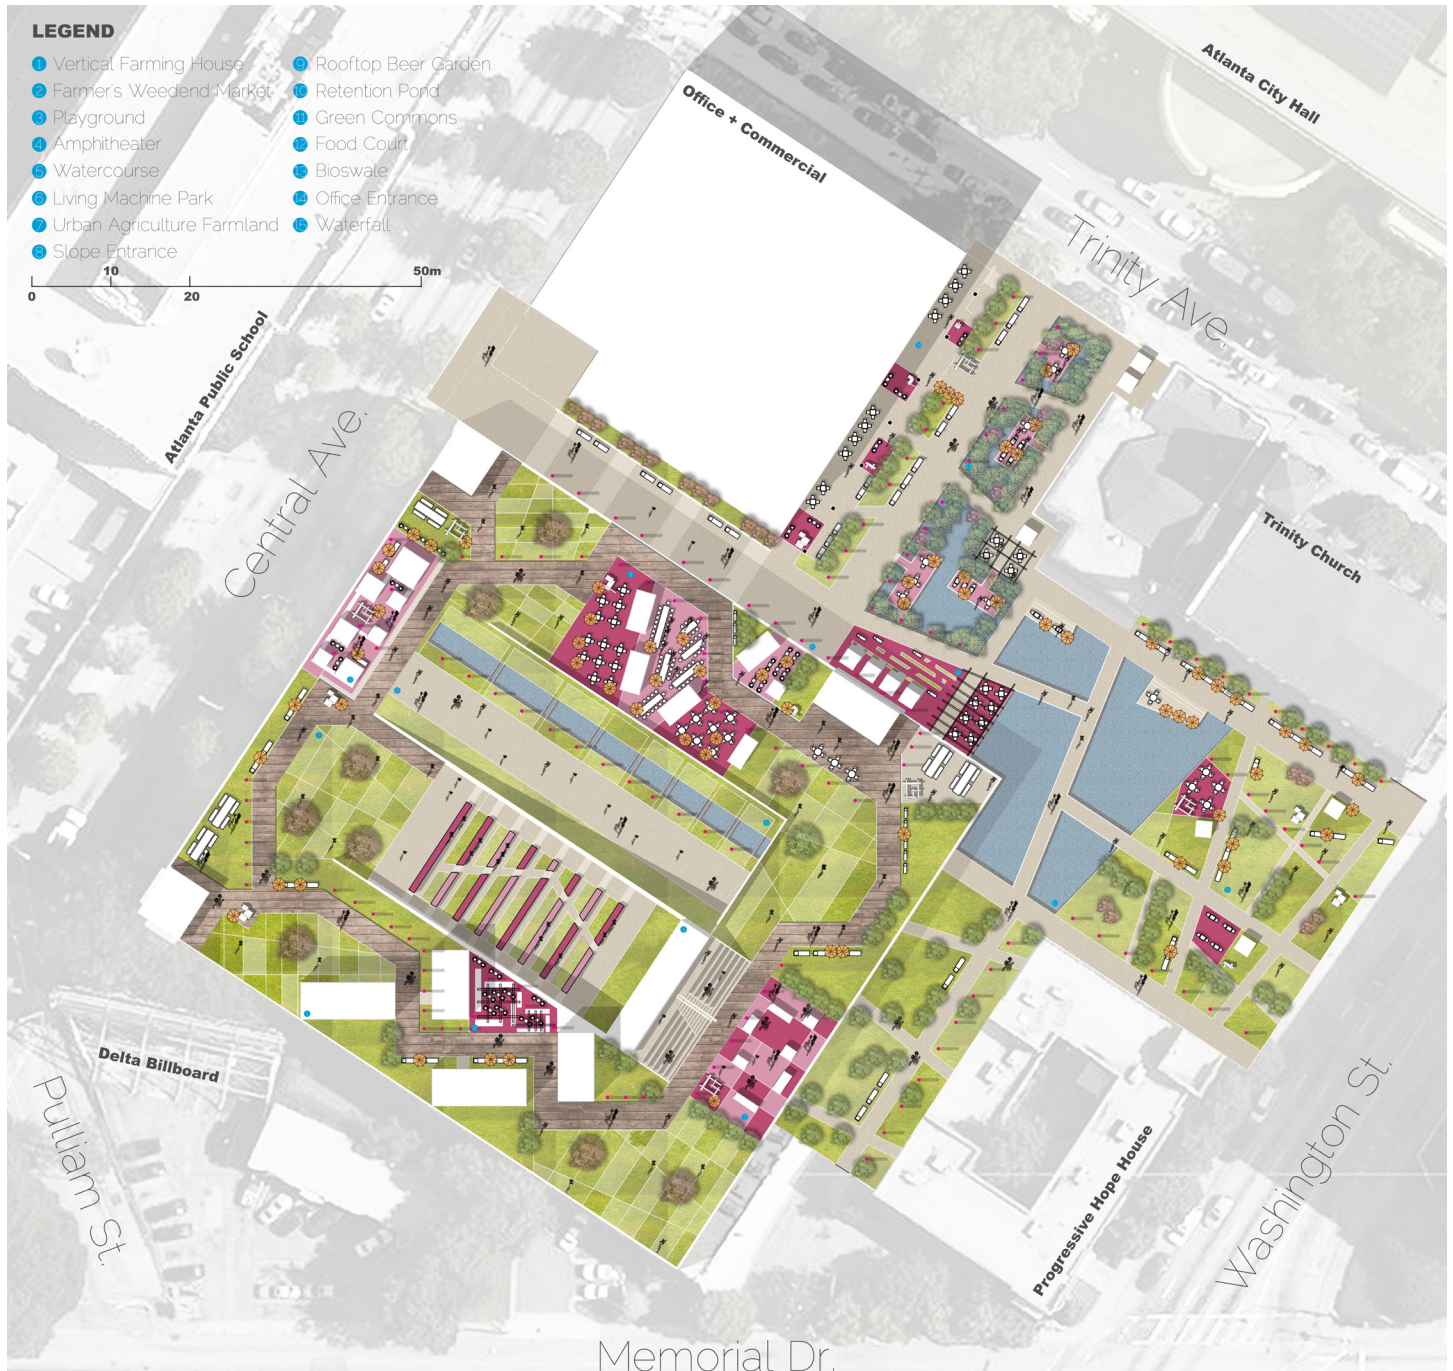 LEGEND
1 Vertical Farming House
2 Farmer's Weedend Market
3 Playground
4 Amphitheater
5 Watercourse
6 Living Machine Park
7 Urban Agriculture Farmland
8 Slope Entrance
9 Rooftop Beer Garden
10 Retention Pond
11 Green Commons
12 Food Court
13 Bioswale
14 Office Entrance
15 Waterfall
10 50m
0 20
Office + Commercial
Atlanta City Hall
Trinity Ave.
Atlanta Public School
Central Ave.
Trinity Church
Delta Billboard
Pulliam St.
Progressive Hope House
Washington St.
Memorial Dr.